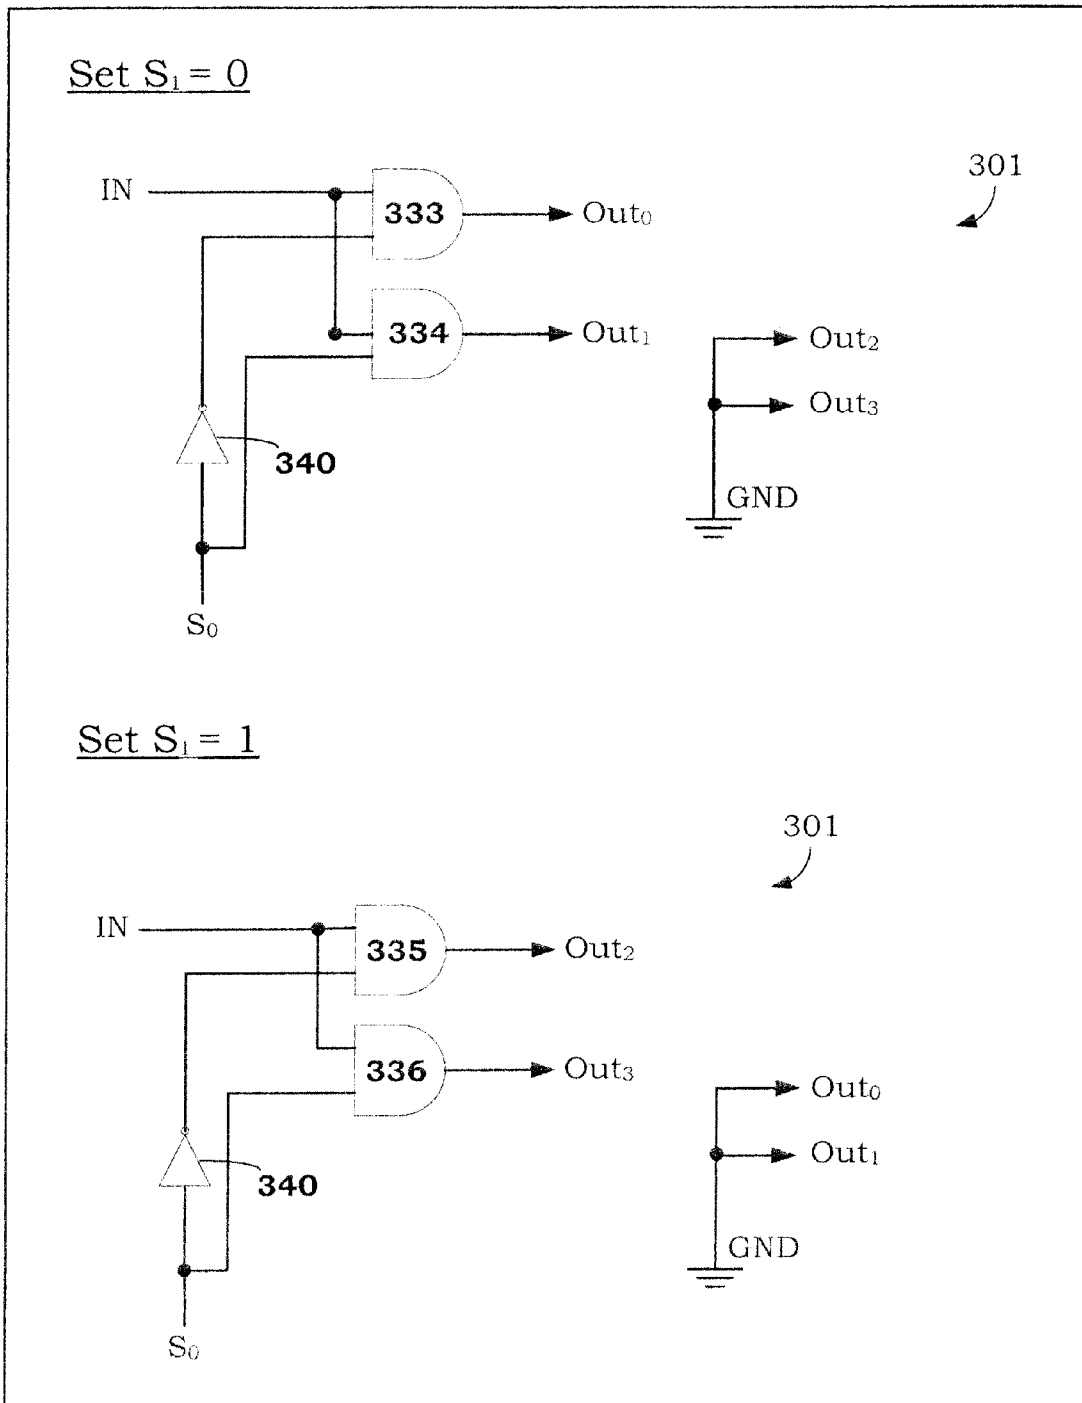 Set S₁ = 0
301
IN
333
Out₀
334
Out₁
Out₂
Out₃
340
GND
S₀
Set S₁ = 1
301
IN
335
Out₂
336
Out₃
Out₀
Out₁
340
GND
S₀